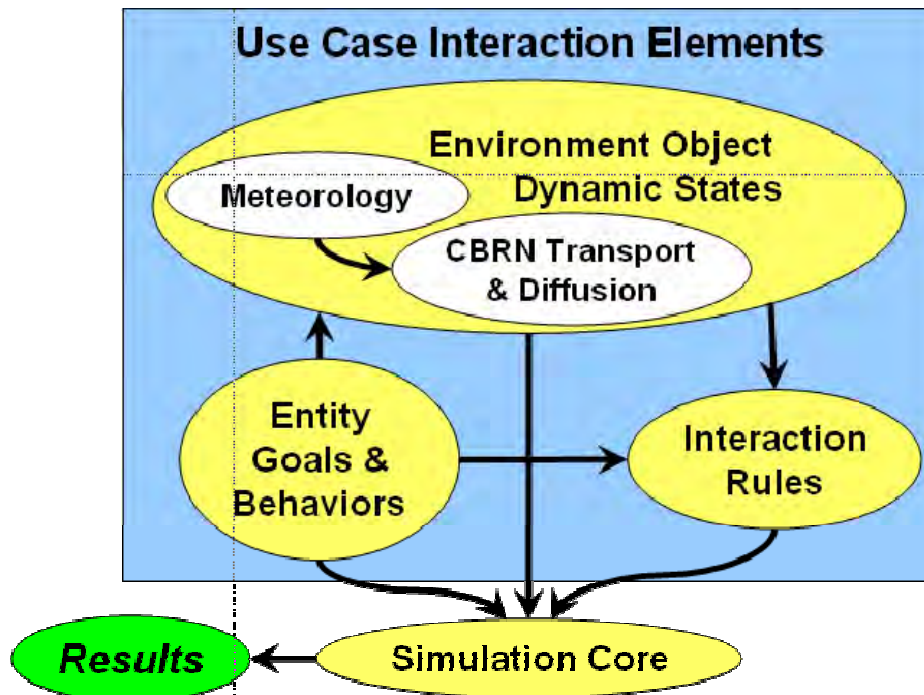 Use Case Interaction Elements
Environment Object
Dynamic States
Meteorology
CBRN Transport
& Diffusion
Entity
Goals &
Behaviors
Interaction
Rules
Simulation Core
Results